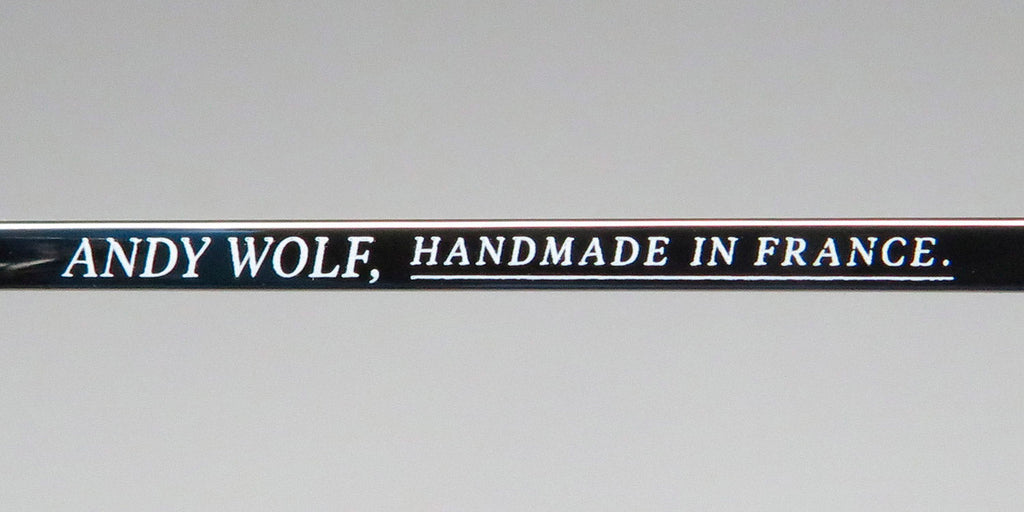 ANDY WOLF, HANDMADE IN FRANCE.